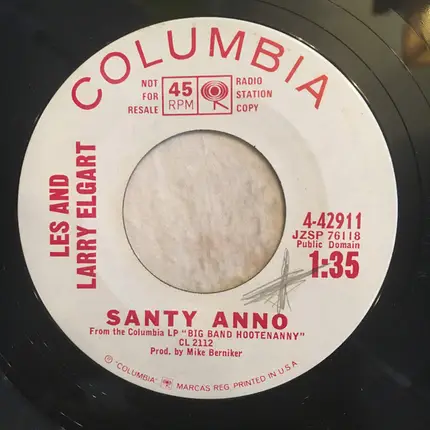 COLUMBIA
NOT
FOR
RESALE
45
RPM
RADIO
STATION
COPY
LES AND
LARRY ELGART
4-42911
JZSP 76118
Public Domain
1:35
SANTY ANNO
From the Columbia LP "BIG BAND HOOTENANNY"
CL 2112
Prod. by Mike Berniker
© "COLUMBIA" MARCAS REG. PRINTED IN U.S.A